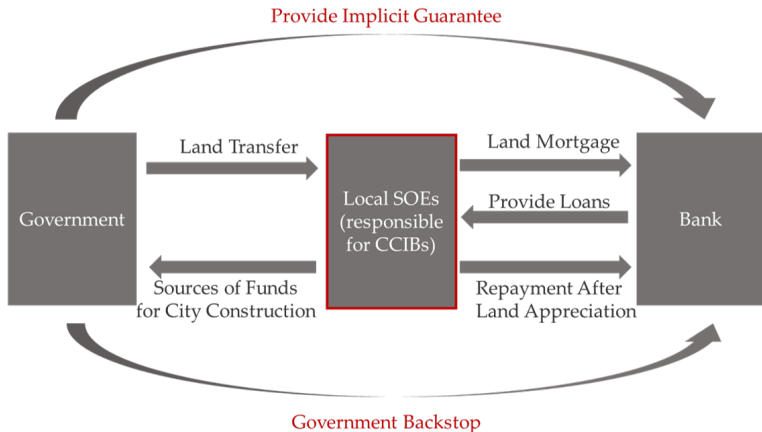 Provide Implicit Guarantee
Land Transfer
Land Mortgage
Government
Local SOEs
(responsible
for CCIBs)
Provide Loans
Bank
Sources of Funds
for City Construction
Repayment After
Land Appreciation
Government Backstop